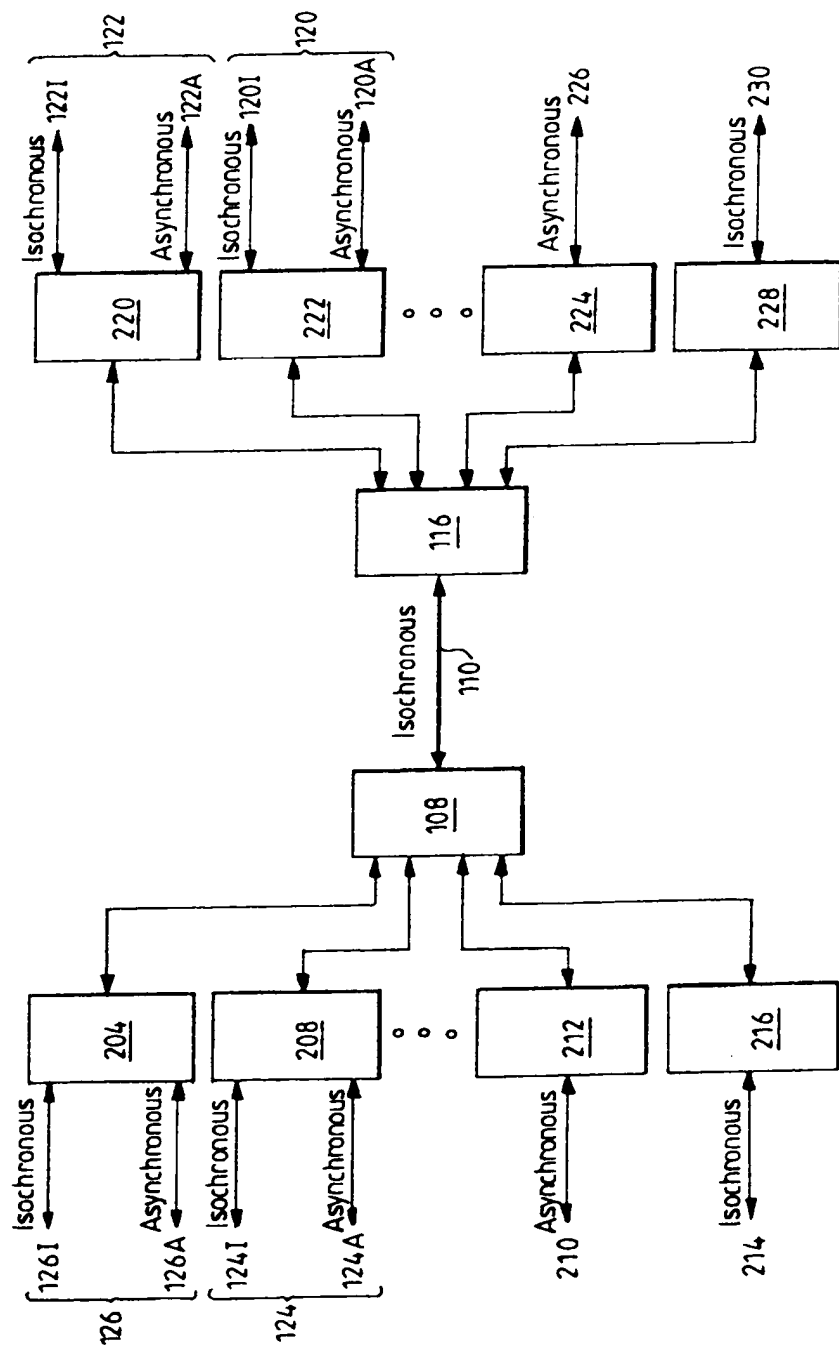 126
126I
Isochronous
126A
Asynchronous
204
124
124I
Isochronous
124A
Asynchronous
208
210
Asynchronous
212
214
Isochronous
216
108
Isochronous
110
116
220
Isochronous
122I
Asynchronous
122A
122
222
Isochronous
120I
Asynchronous
120A
120
224
Asynchronous
226
228
Isochronous
230